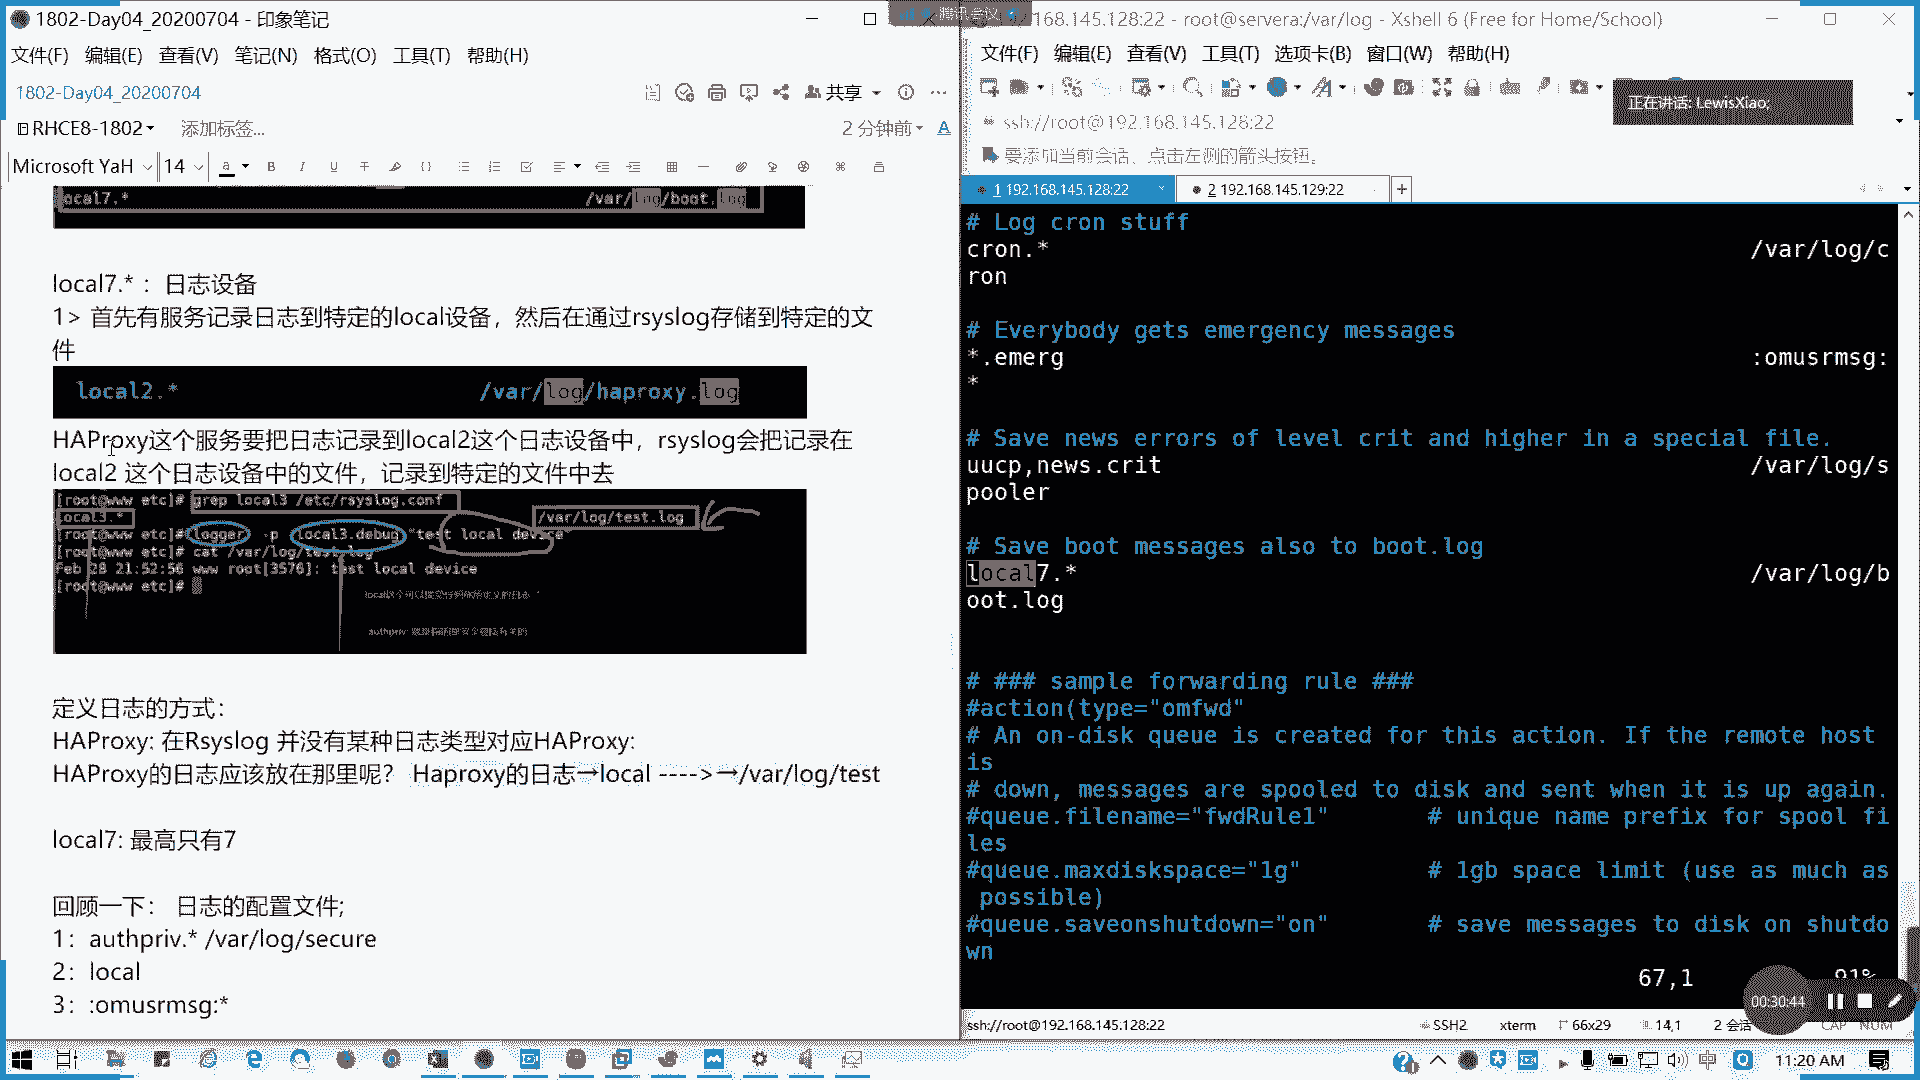 1802-Day04_20200704 - 印象笔记
文件(F) 编辑(E) 查看(V) 笔记(N) 格式(O) 工具(T) 帮助(H)
1802-Day04_20200704
共享
RHCE8-1802 添加标签...
2 分钟前
Microsoft YaH 14
local7.* /var/log/boot.log
local7.* ： 日志设备
1> 首先有服务记录日志到特定的local设备，然后在通过rsyslog存储到特定的文
件
local2.* /var/log/haproxy.log
HAProxy这个服务要把日志记录到local2这个日志设备中，rsyslog会把记录在
local2 这个日志设备中的文件，记录到特定的文件中去
[root@www etc]# grep local3 /etc/rsyslog.conf
local3.* /var/log/test.log
[root@www etc]# logger -p local3.debug "test local device"
[root@www etc]# cat /var/log/test.log
Feb 28 21:52:56 www root[3576]: test local device
[root@www etc]#
定义日志的方式：
HAProxy: 在Rsyslog 并没有某种日志类型对应HAProxy:
HAProxy的日志应该放在那里呢？ Haproxy的日志→local ---->→/var/log/test
local7: 最高只有7
回顾一下： 日志的配置文件;
1：authpriv.* /var/log/secure
2：local
3：:omusrmsg:*
腾讯会议
192.168.145.128:22 - root@servera:/var/log - Xshell 6 (Free for Home/School)
文件(F) 编辑(E) 查看(V) 工具(T) 选项卡(B) 窗口(W) 帮助(H)
正在讲话: LewisXiao;
ssh://root@192.168.145.128:22
要添加当前会话，点击左侧的箭头按钮。
1 192.168.145.128:22
2 192.168.145.129:22
# Log cron stuff
cron.* /var/log/c
ron
# Everybody gets emergency messages
*.emerg :omusrmsg:
*
# Save news errors of level crit and higher in a special file.
uucp,news.crit /var/log/s
pooler
# Save boot messages also to boot.log
local7.* /var/log/b
oot.log
# ### sample forwarding rule ###
#action(type="omfwd"
# An on-disk queue is created for this action. If the remote host
is
# down, messages are spooled to disk and sent when it is up again.
#queue.filename="fwdRule1" # unique name prefix for spool fi
les
#queue.maxdiskspace="1g" # 1gb space limit (use as much as
possible)
#queue.saveonshutdown="on" # save messages to disk on shutdo
wn
67,1 91%
00:30:44
ssh://root@192.168.145.128:22 SSH2 xterm 66x29 14,1 2 会话 CAP NUM
中 11:20 AM